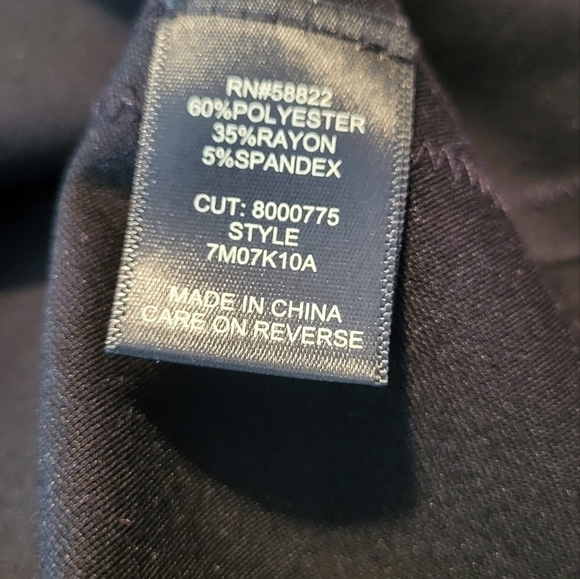 RN#58822
60%POLYESTER
35%RAYON
5%SPANDEX
CUT: 8000775
STYLE
7M07K10A
MADE IN CHINA
CARE ON REVERSE